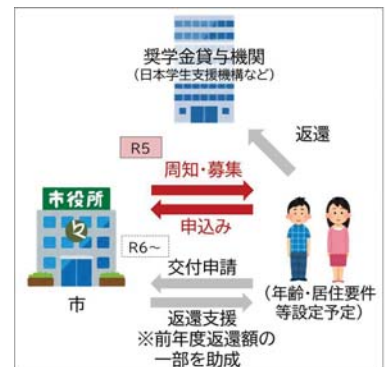 奨学金貸与機関
（日本学生支援機構など）
返還
R5
周知・募集
申込み
市役所
R6～
交付申請
市
返還支援
※前年度返還額の
一部を助成
（年齢・居住要件
等設定予定）